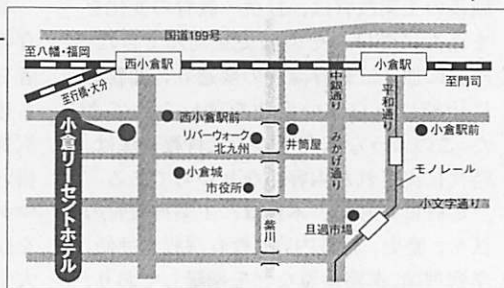 国道199号
至八幡・福岡
西小倉駅
小倉駅
至門司
至行橋・大分
中銀通り
平和通り
西小倉駅前
リバーウォーク
北九州
井筒屋
みかげ通り
小倉駅前
小倉リーセントホテル
小倉城
市役所
モノレール
小文字通り
紫川
旦過市場